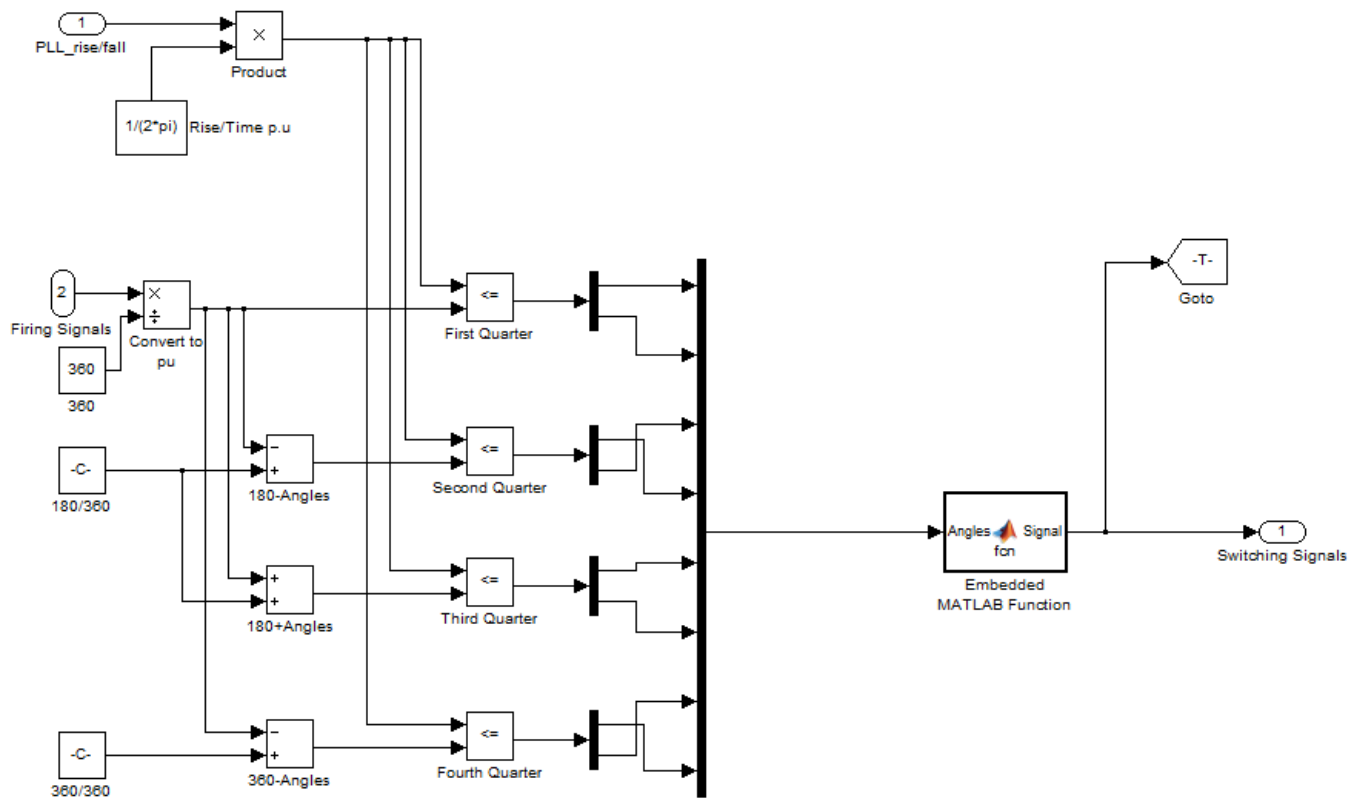 1
PLL_rise/fall
×
Product
1/(2*pi)
Rise/Time p.u
2
Firing Signals
×
÷
Convert to
pu
360
360
<=
First Quarter
-C-
180/360
−
+
180-Angles
<=
Second Quarter
+
+
180+Angles
<=
Third Quarter
-C-
360/360
−
+
360-Angles
<=
Fourth Quarter
Angles
Signal
fcn
Embedded
MATLAB Function
-T-
Goto
1
Switching Signals